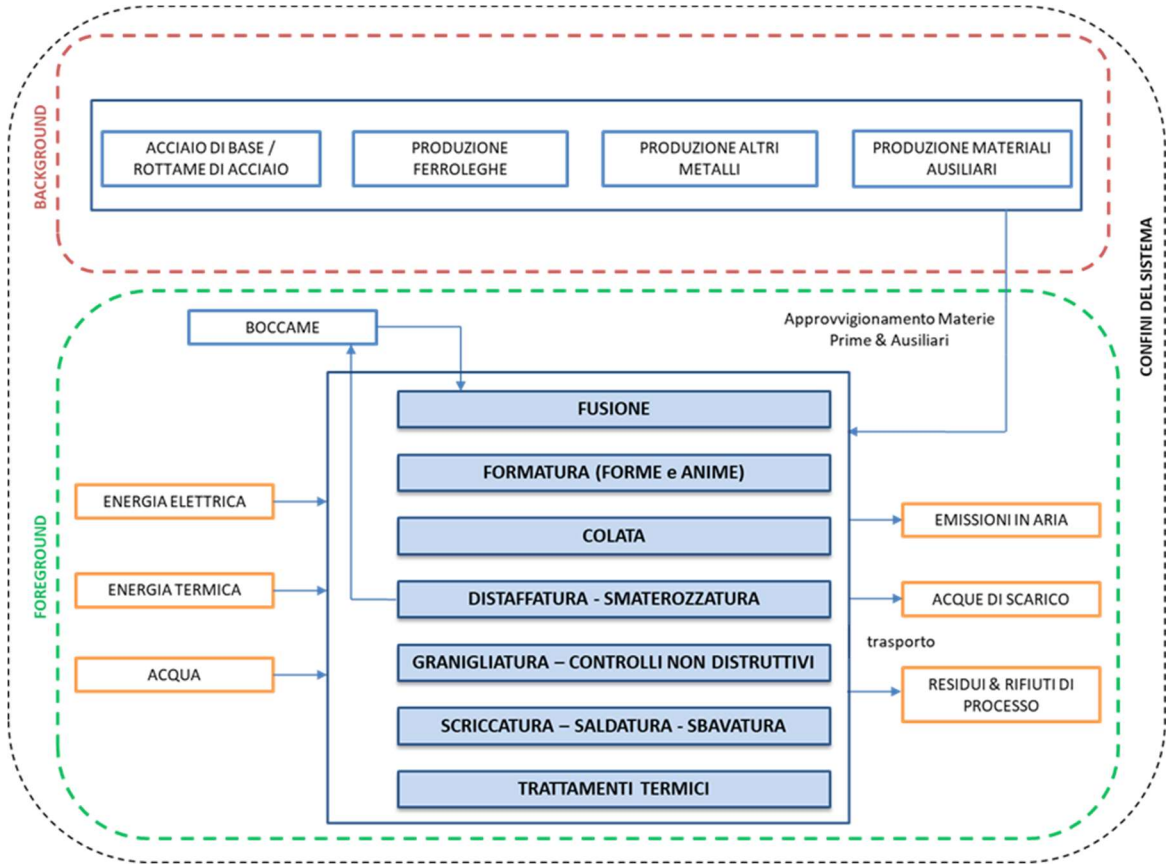 BACKGROUND
ACCIAIO DI BASE /
ROTTAME DI ACCIAIO
PRODUZIONE
FERROLEGHE
PRODUZIONE ALTRI
METALLI
PRODUZIONE MATERIALI
AUSILIARI
CONFINI DEL SISTEMA
FOREGROUND
BOCCAME
Approvvigionamento Materie
Prime & Ausiliari
FUSIONE
FORMATURA (FORME e ANIME)
COLATA
DISTAFFATURA - SMATEROZZATURA
GRANIGLIATURA – CONTROLLI NON DISTRUTTIVI
SCRICCATURA – SALDATURA - SBAVATURA
TRATTAMENTI TERMICI
ENERGIA ELETTRICA
ENERGIA TERMICA
ACQUA
EMISSIONI IN ARIA
ACQUE DI SCARICO
trasporto
RESIDUI & RIFIUTI DI
PROCESSO